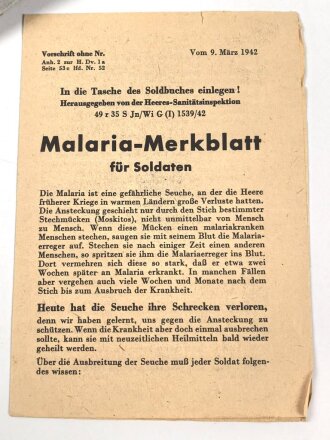 Vorschrift ohne Nr.
Anh. 2 zur H. Dv. 1a
Seite 53c lfd. Nr. 52
Vom 9. März 1942
In die Tasche des Soldbuches einlegen!
Herausgegeben von der Heeres-Sanitätsinspektion
49 r 35 S Jn/Wi G (I) 1539/42
Malaria-Merkblatt
für Soldaten
Die Malaria ist eine gefährliche Seuche, an der die Heere
früherer Kriege in warmen Ländern große Verluste hatten.
Die Ansteckung geschieht nur durch den Stich bestimmter
Stechmücken (Moskitos), nicht unmittelbar von Mensch
zu Mensch. Wenn diese Mücken einen malariakranken
Menschen stechen, saugen sie mit seinem Blut die Malaria-
erreger auf. Stechen sie nach einiger Zeit einen anderen
Menschen, so spritzen sie ihm die Malariaerreger ins Blut.
Dort vermehren sich diese so stark, daß er etwa zwei
Wochen später an Malaria erkrankt. In manchen Fällen
aber vergehen auch viele Wochen und Monate nach dem
Stich bis zum Ausbruch der Krankheit.
Heute hat die Seuche ihre Schrecken verloren,
denn wir haben gelernt, uns gegen die Ansteckung zu
schützen. Wenn die Krankheit aber doch einmal ausbrechen
sollte, kann sie mit neuzeitlichen Heilmitteln bald wieder
geheilt werden.
Über die Ausbreitung der Seuche muß jeder Soldat folgen-
des wissen: